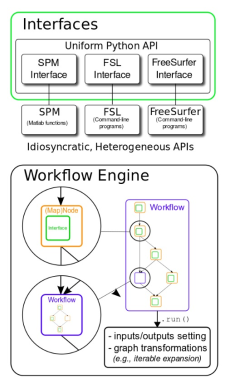 Interfaces
Uniform Python API
SPM
Interface
FSL
Interface
FreeSurfer
Interface
SPM
(Matlab functions)
FSL
(Command-line
programs)
FreeSurfer
(Command-line
programs)
Idiosyncratic, Heterogeneous APIs
Workflow Engine
(Map)Node
Interface
Workflow
Workflow
.run()
- inputs/outputs setting
- graph transformations
(e.g., iterable expansion)